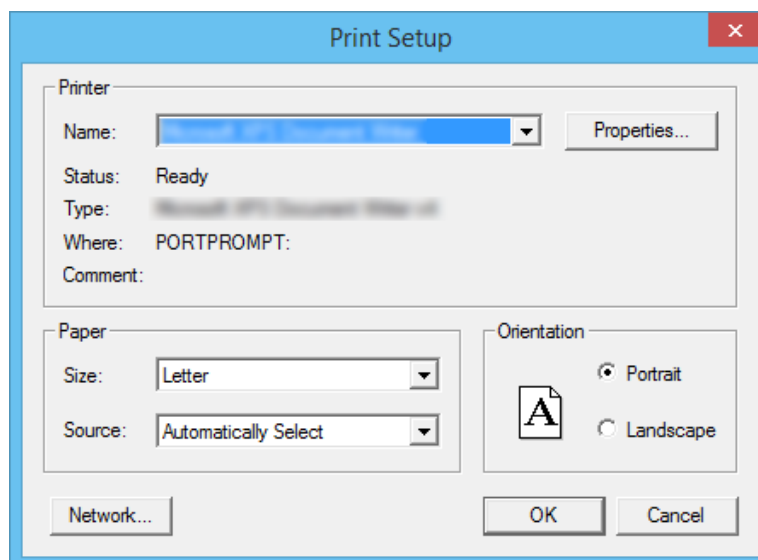 Print Setup
Printer
Name:
Properties...
Status: Ready
Type:
Where: PORTPROMPT:
Comment:
Paper
Size: Letter
Source: Automatically Select
Orientation
A
Portrait
Landscape
Network...
OK
Cancel